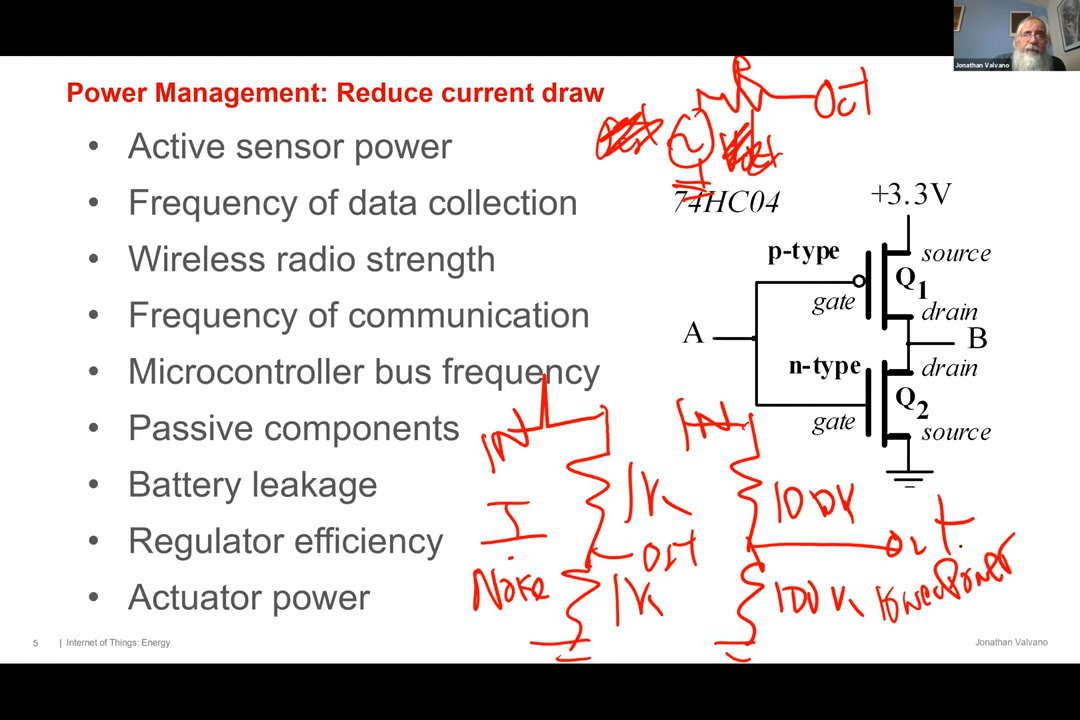 Jonathan Valvano
Power Management: Reduce current draw
• Active sensor power
• Frequency of data collection
• Wireless radio strength
• Frequency of communication
• Microcontroller bus frequency
• Passive components
• Battery leakage
• Regulator efficiency
• Actuator power
R
OUT
74HC04
+3.3V
p-type
source
Q1
gate
drain
A
B
n-type
drain
Q2
gate
source
IN
1K
OUT
1K
I
Noise
IN
100K
Out
100K
lower Power
5 | Internet of Things: Energy
Jonathan Valvano